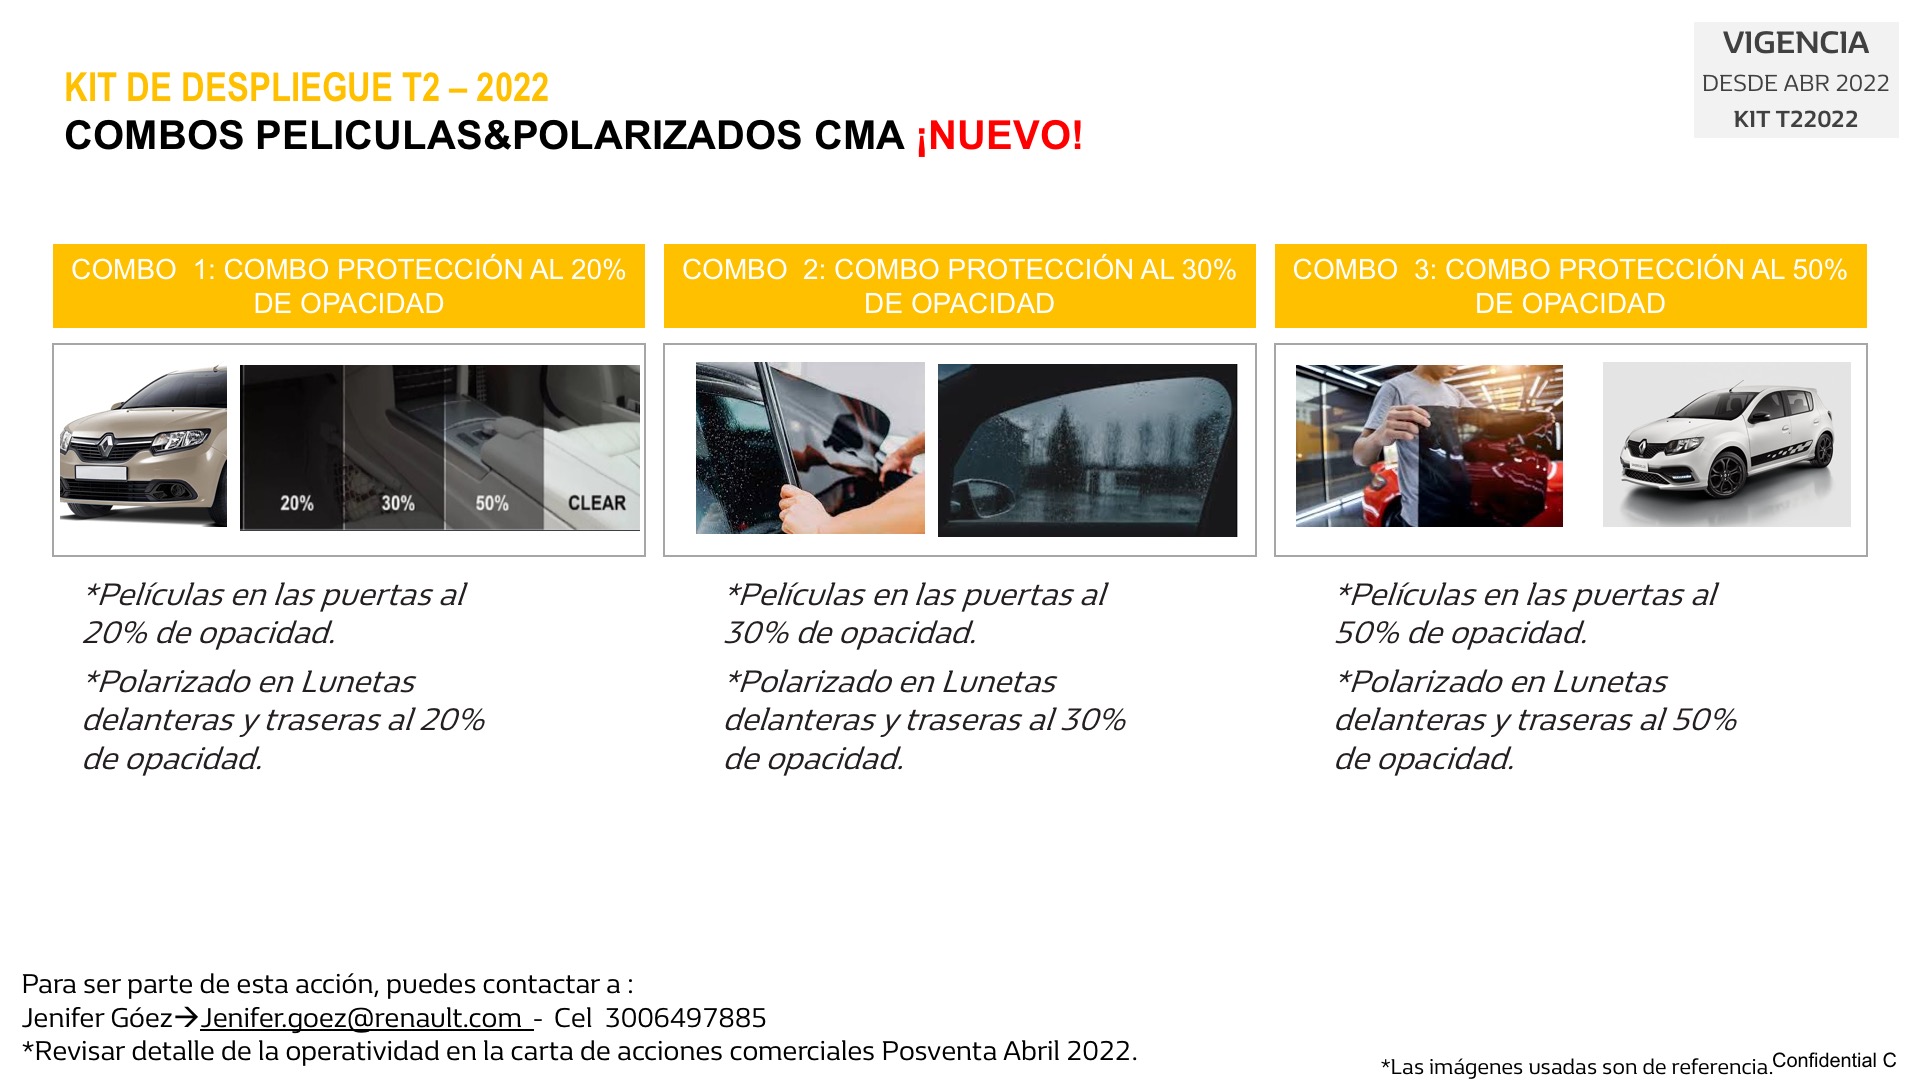 VIGENCIA
DESDE ABR 2022
KIT T22022
KIT DE DESPLIEGUE T2 – 2022
COMBOS PELICULAS&POLARIZADOS CMA ¡NUEVO!
COMBO  1: COMBO PROTECCIÓN AL 20%
DE OPACIDAD
20%
30%
50%
CLEAR
*Películas en las puertas al
20% de opacidad.
*Polarizado en Lunetas
delanteras y traseras al 20%
de opacidad.
COMBO  2: COMBO PROTECCIÓN AL 30%
DE OPACIDAD
*Películas en las puertas al
30% de opacidad.
*Polarizado en Lunetas
delanteras y traseras al 30%
de opacidad.
COMBO  3: COMBO PROTECCIÓN AL 50%
DE OPACIDAD
*Películas en las puertas al
50% de opacidad.
*Polarizado en Lunetas
delanteras y traseras al 50%
de opacidad.
Para ser parte de esta acción, puedes contactar a :
Jenifer Góez→Jenifer.goez@renault.com  -  Cel  3006497885
*Revisar detalle de la operatividad en la carta de acciones comerciales Posventa Abril 2022.
*Las imágenes usadas son de referencia.
Confidential C